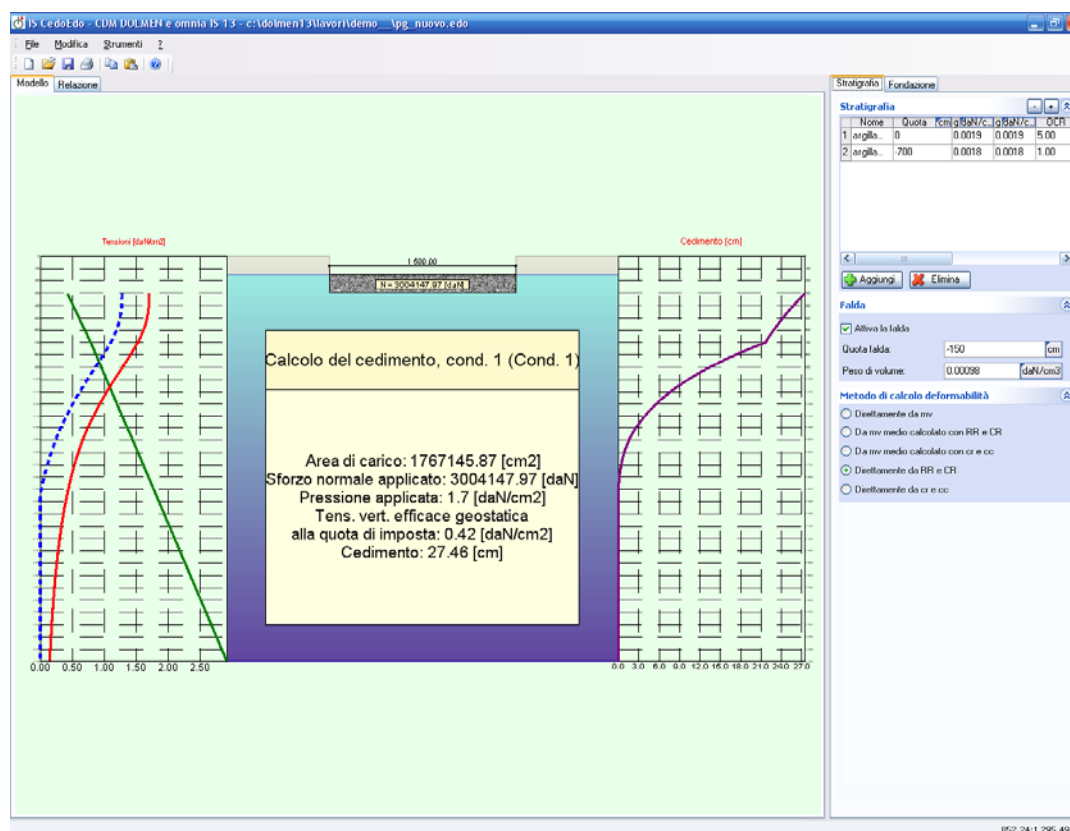 IS CedoEdo - CDM DOLMEN e omnia IS 13 - c:\dolmen13\lavori\demo__\pg_nuovo.edo
File Modifica Strumenti ?
Modello Relazione
Tensioni [daN/cm2]
Cedimento [cm]
1 500.00
N = 3004147.97 [daN]
Calcolo del cedimento, cond. 1 (Cond. 1)
Area di carico: 1767145.87 [cm2]
Sforzo normale applicato: 3004147.97 [daN]
Pressione applicata: 1.7 [daN/cm2]
Tens. vert. efficace geostatica
alla quota di imposta: 0.42 [daN/cm2]
Cedimento: 27.46 [cm]
0.00 0.50 1.00 1.50 2.00 2.50
0.0 3.0 6.0 9.0 12.0 15.0 18.0 21.0 24.0 27.0
Stratigrafia Fondazione
Stratigrafia
Nome Quota [cm] g [daN/c... g [daN/c... OCR
1 argilla... 0 0.0019 0.0019 5.00
2 argilla... -700 0.0018 0.0018 1.00
Aggiungi Elimina
Falda
Attiva la falda
Quota falda: -150 cm
Peso di volume: 0.00098 daN/cm3
Metodo di calcolo deformabilità
Direttamente da mv
Da mv medio calcolato con RR e CR
Da mv medio calcolato con cr e cc
Direttamente da RR e CR
Direttamente da cr e cc